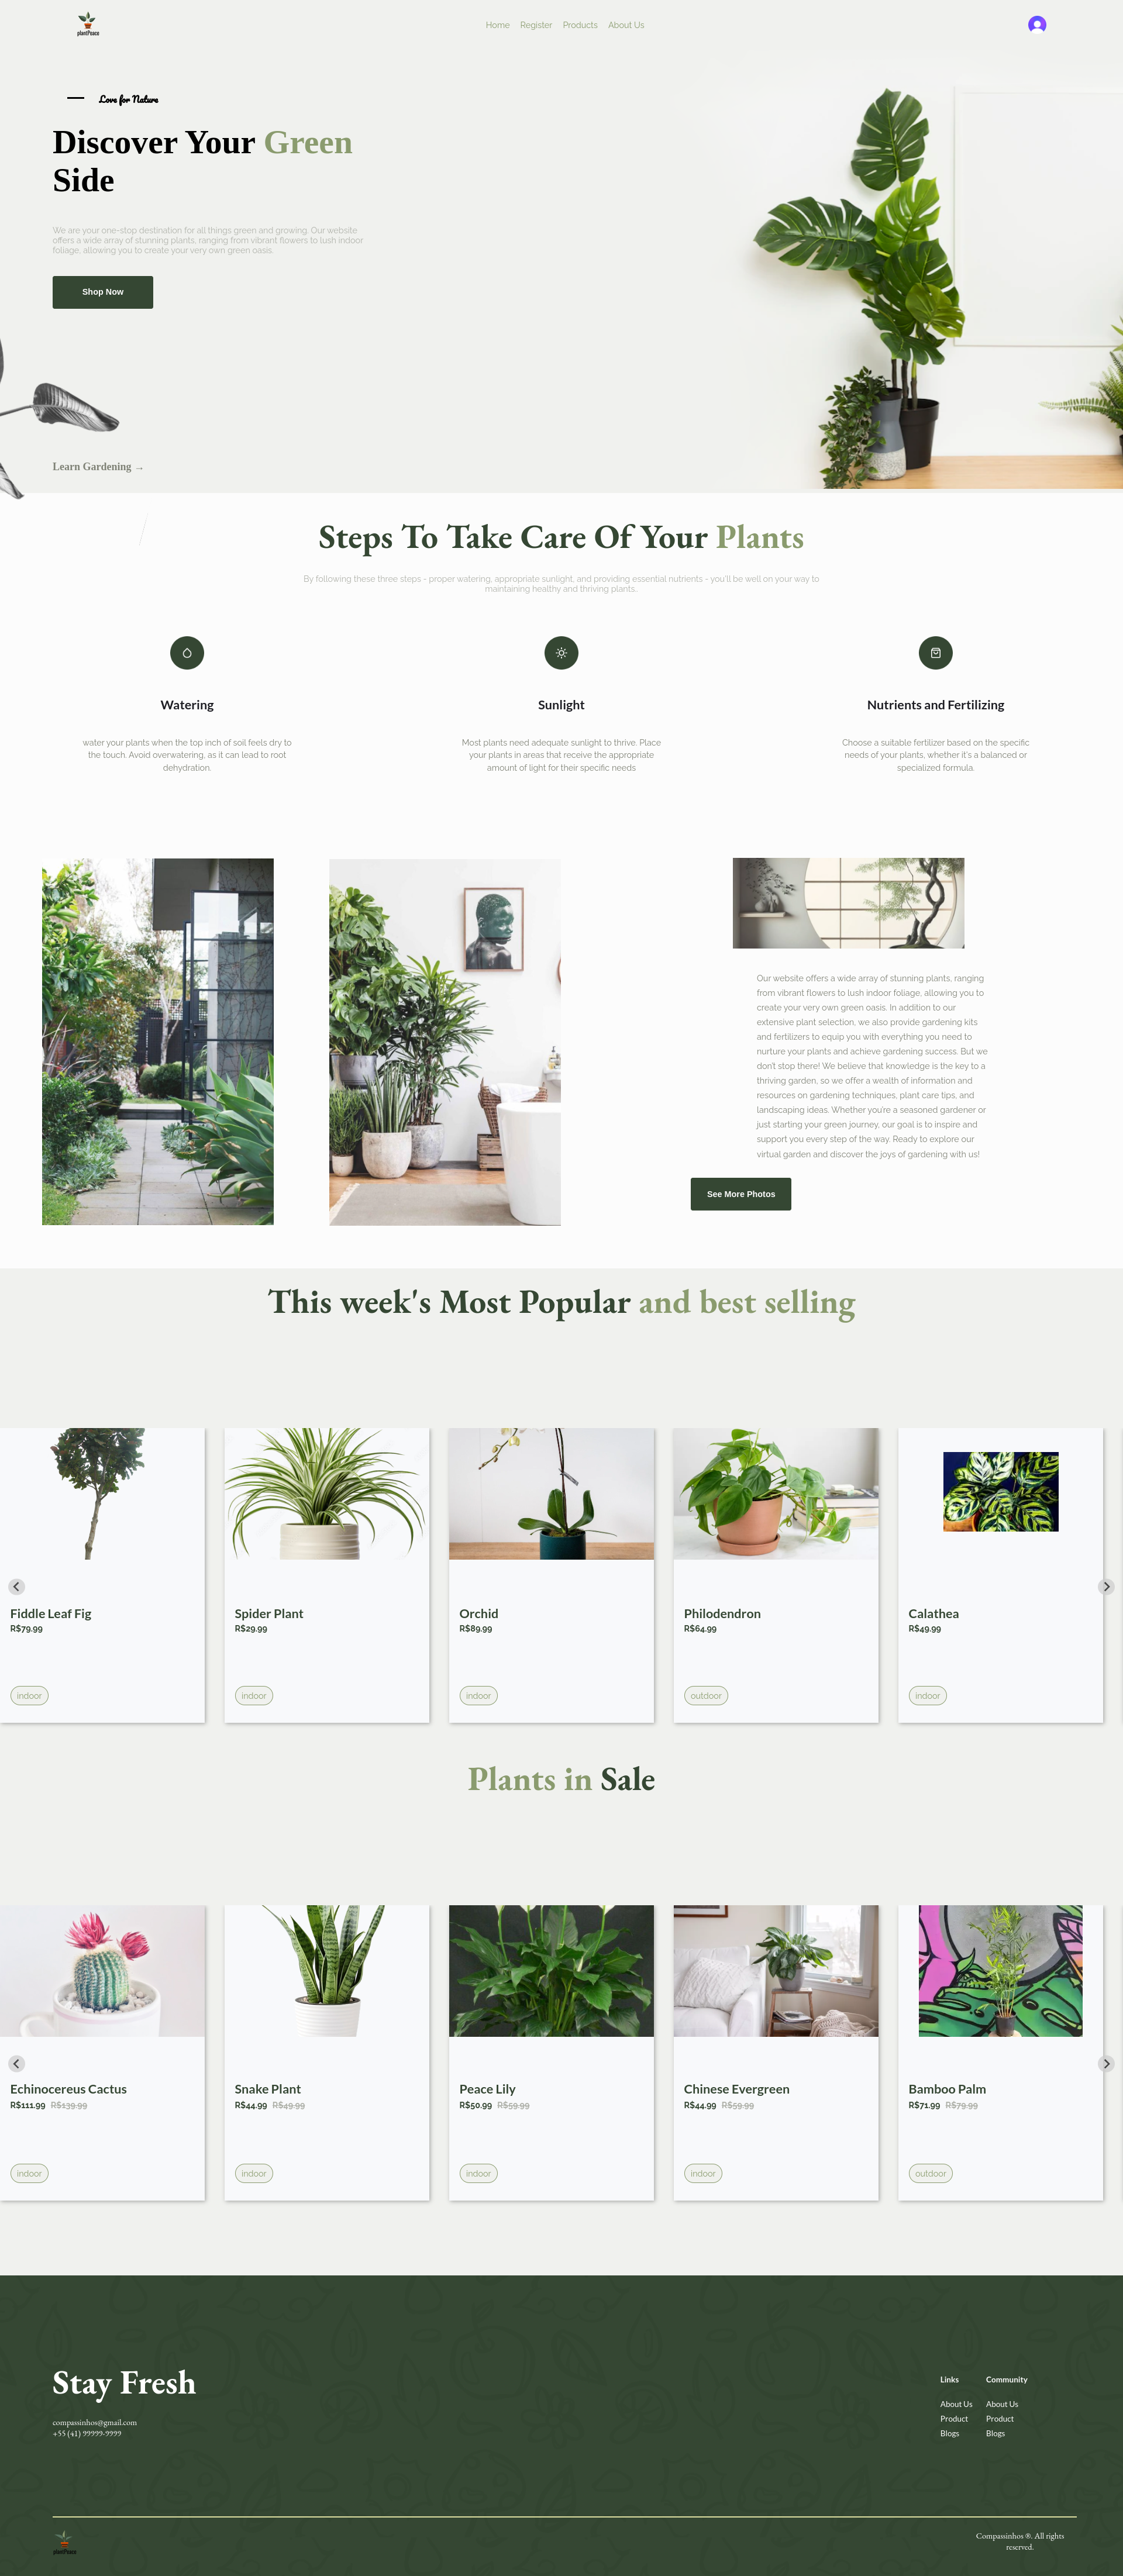 plantPeace
Home Register Products About Us
Love for Nature
Discover Your Green
Side
We are your one-stop destination for all things green and growing. Our website
offers a wide array of stunning plants, ranging from vibrant flowers to lush indoor
foliage, allowing you to create your very own green oasis.
Shop Now
Learn Gardening →
Steps To Take Care Of Your Plants
By following these three steps - proper watering, appropriate sunlight, and providing essential nutrients - you'll be well on your way to
maintaining healthy and thriving plants..
Watering
water your plants when the top inch of soil feels dry to
the touch. Avoid overwatering, as it can lead to root
dehydration.
Sunlight
Most plants need adequate sunlight to thrive. Place
your plants in areas that receive the appropriate
amount of light for their specific needs
Nutrients and Fertilizing
Choose a suitable fertilizer based on the specific
needs of your plants, whether it's a balanced or
specialized formula.
Our website offers a wide array of stunning plants, ranging
from vibrant flowers to lush indoor foliage, allowing you to
create your very own green oasis. In addition to our
extensive plant selection, we also provide gardening kits
and fertilizers to equip you with everything you need to
nurture your plants and achieve gardening success. But we
don't stop there! We believe that knowledge is the key to a
thriving garden, so we offer a wealth of information and
resources on gardening techniques, plant care tips, and
landscaping ideas. Whether you're a seasoned gardener or
just starting your green journey, our goal is to inspire and
support you every step of the way. Ready to explore our
virtual garden and discover the joys of gardening with us!
See More Photos
This week's Most Popular and best selling
Fiddle Leaf Fig
R$79.99
indoor
Spider Plant
R$29.99
indoor
Orchid
R$89.99
indoor
Philodendron
R$64.99
outdoor
Calathea
R$49.99
indoor
Plants in Sale
Echinocereus Cactus
R$111.99 R$139.99
indoor
Snake Plant
R$44.99 R$49.99
indoor
Peace Lily
R$50.99 R$59.99
indoor
Chinese Evergreen
R$44.99 R$59.99
indoor
Bamboo Palm
R$71.99 R$79.99
outdoor
Stay Fresh
compassinhos@gmail.com
+55 (41) 99999-9999
Links
About Us
Product
Blogs
Community
About Us
Product
Blogs
plantPeace
Compassinhos ®. All rights
reserved.